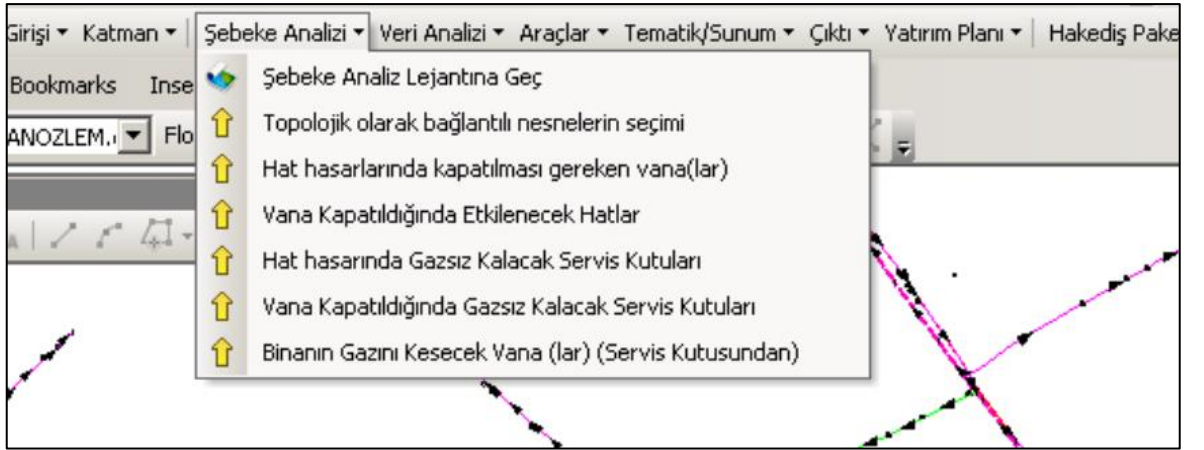 Girişi Katman Şebeke Analizi Veri Analizi Araçlar Tematik/Sunum Çıktı Yatırım Planı Hakediş Pake
Bookmarks Inse
Şebeke Analiz Lejantına Geç
ANOZLEM. Flo
Topolojik olarak bağlantılı nesnelerin seçimi
Hat hasarlarında kapatılması gereken vana(lar)
Vana Kapatıldığında Etkilenecek Hatlar
Hat hasarında Gazsız Kalacak Servis Kutuları
Vana Kapatıldığında Gazsız Kalacak Servis Kutuları
Binanın Gazını Kesecek Vana (lar) (Servis Kutusundan)